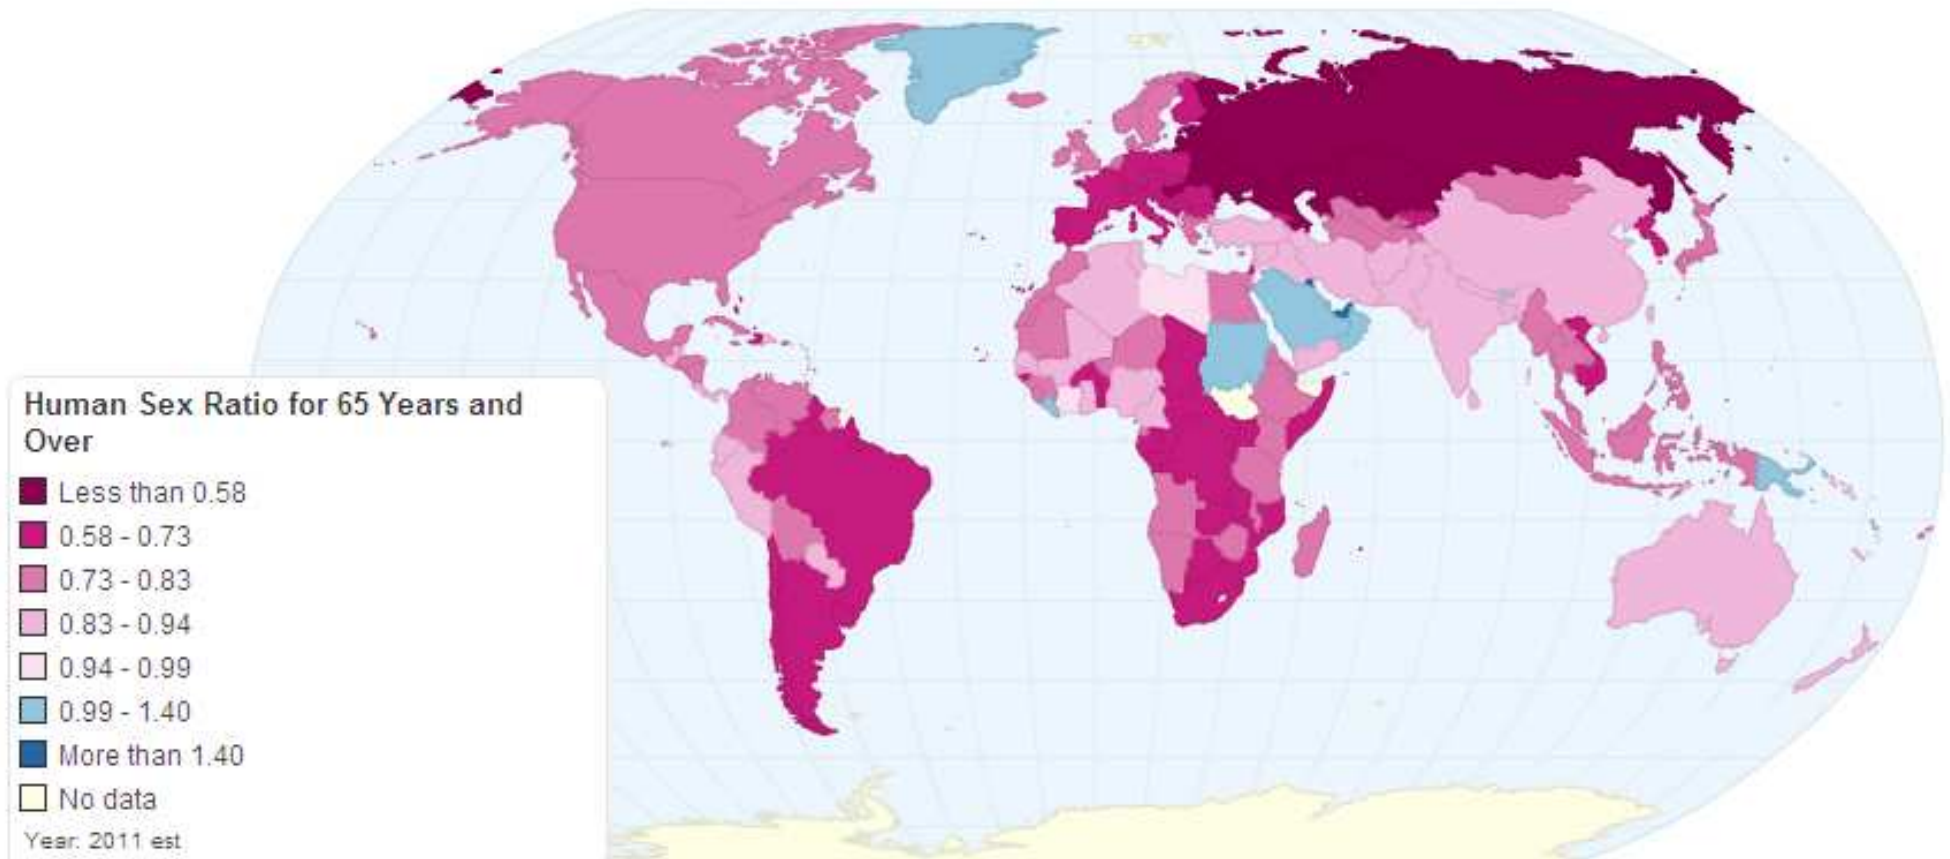 Human Sex Ratio for 65 Years and
Over
Less than 0.58
0.58 - 0.73
0.73 - 0.83
0.83 - 0.94
0.94 - 0.99
0.99 - 1.40
More than 1.40
No data
Year: 2011 est